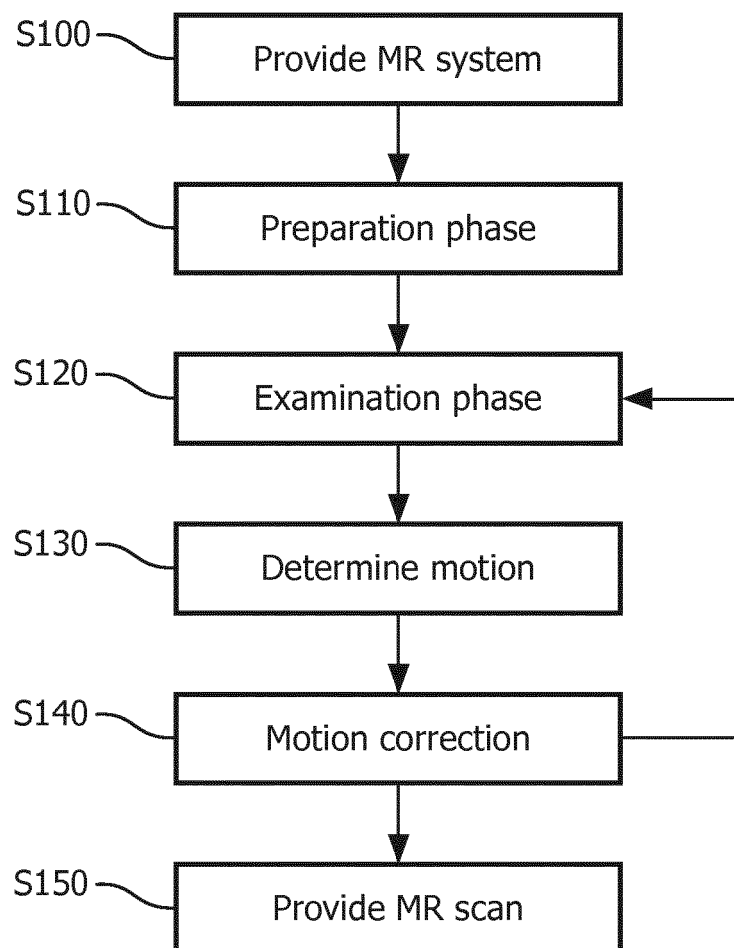 S100
Provide MR system
S110
Preparation phase
S120
Examination phase
S130
Determine motion
S140
Motion correction
S150
Provide MR scan